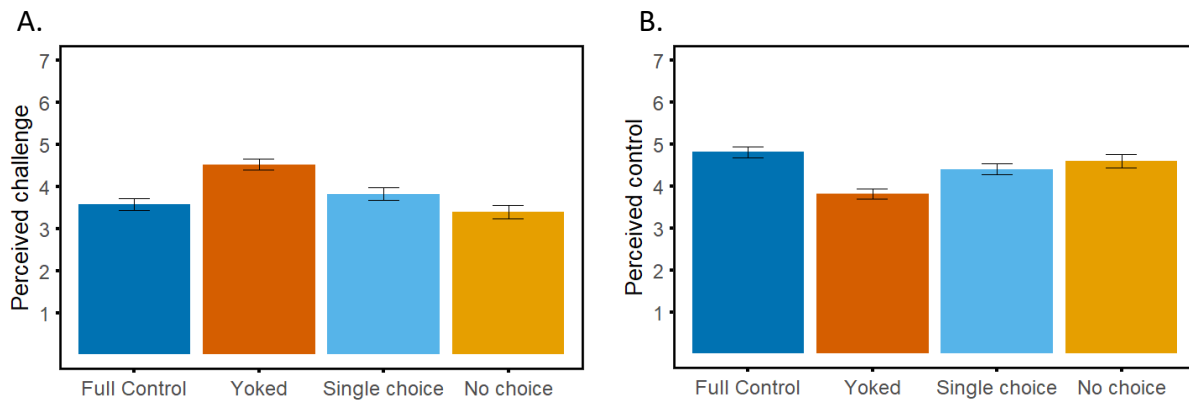 A.
Perceived challenge
7
6
5
4
3
2
1
Full Control Yoked Single choice No choice
B.
Perceived control
7
6
5
4
3
2
1
Full Control Yoked Single choice No choice